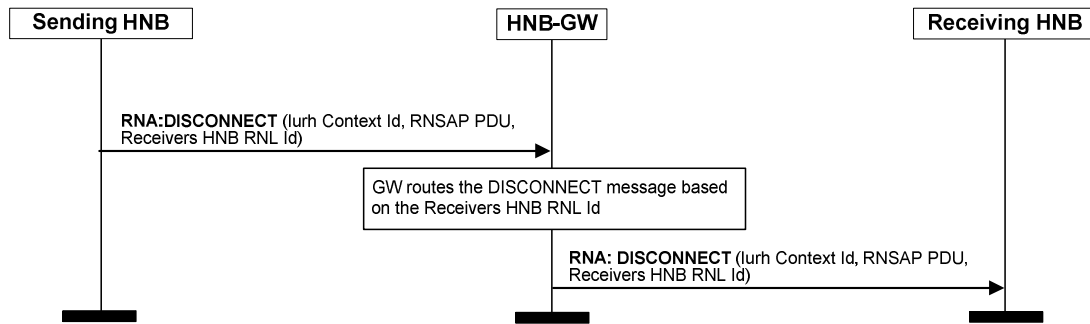 Sending HNB
HNB-GW
Receiving HNB
RNA:DISCONNECT (Iurh Context Id, RNSAP PDU,
Receivers HNB RNL Id)
GW routes the DISCONNECT message based
on the Receivers HNB RNL Id
RNA: DISCONNECT (Iurh Context Id, RNSAP PDU,
Receivers HNB RNL Id)